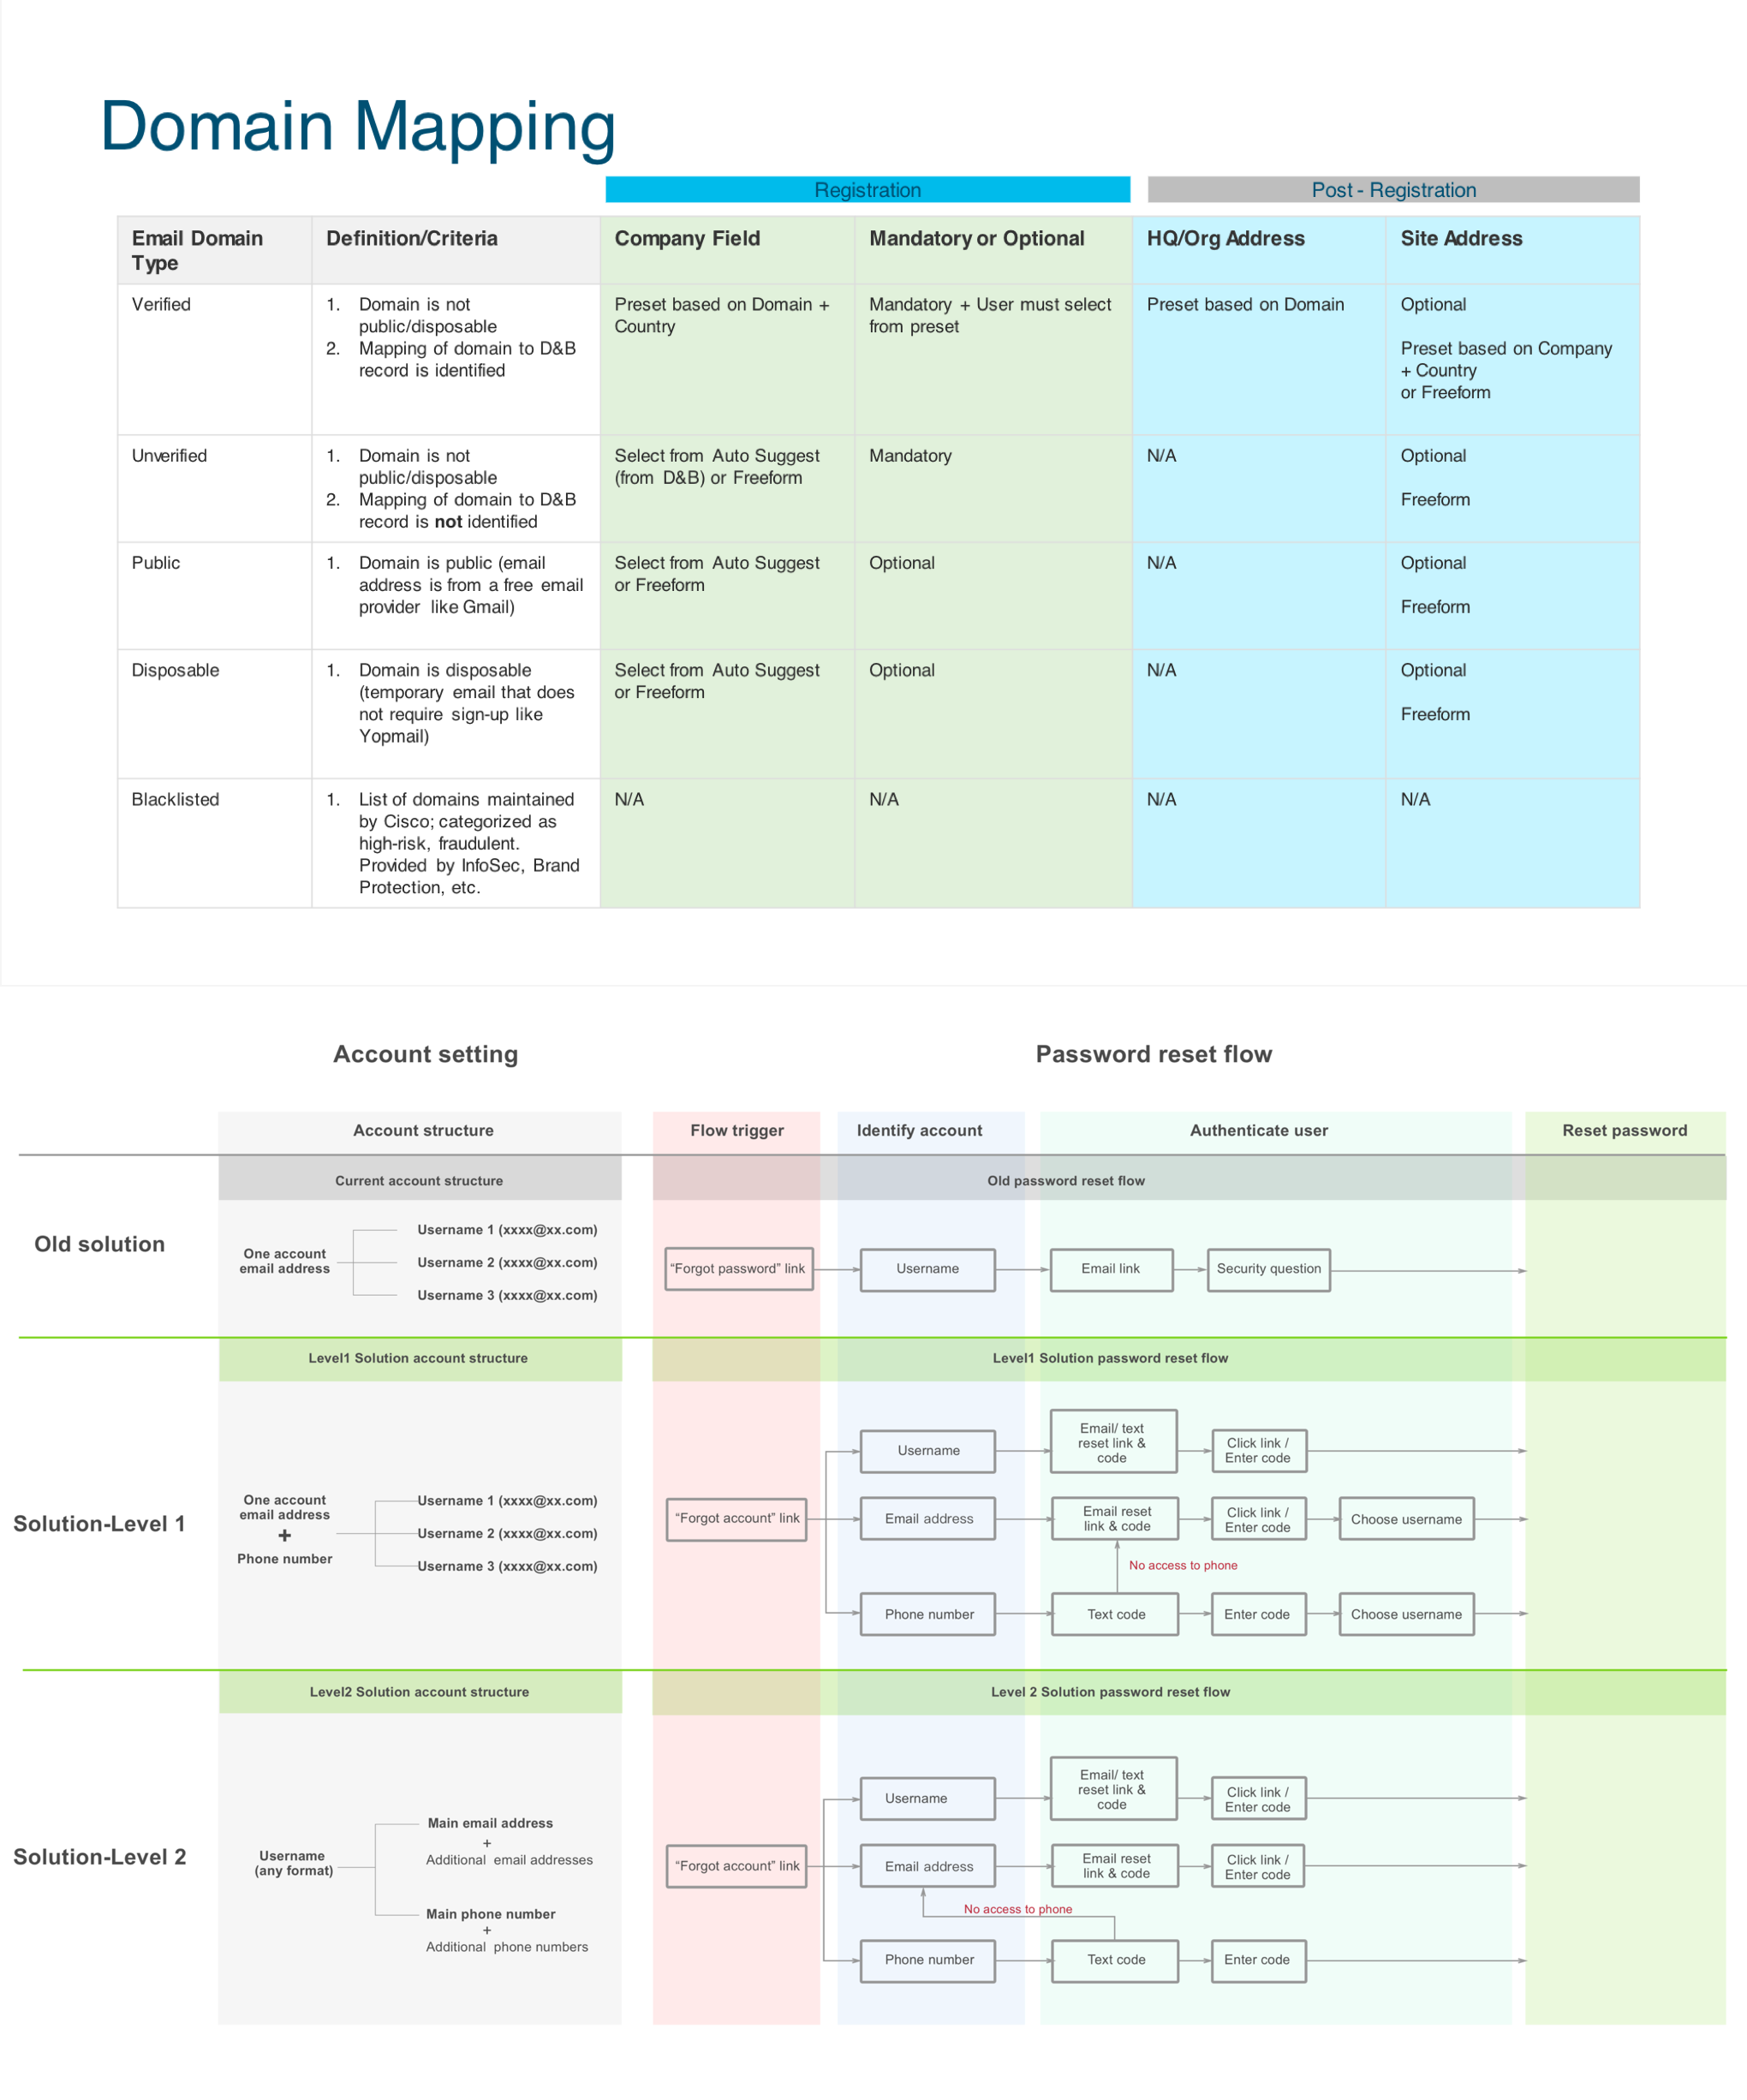 Domain Mapping
Registration
Post - Registration
Email Domain
Type
Definition/Criteria
Company Field
Mandatory or Optional
HQ/Org Address
Site Address
Verified
1. Domain is not
public/disposable
2. Mapping of domain to D&B
record is identified
Preset based on Domain +
Country
Mandatory + User must select
from preset
Preset based on Domain
Optional
Preset based on Company
+ Country
or Freeform
Unverified
1. Domain is not
public/disposable
2. Mapping of domain to D&B
record is not identified
Select from Auto Suggest
(from D&B) or Freeform
Mandatory
N/A
Optional
Freeform
Public
1. Domain is public (email
address is from a free email
provider like Gmail)
Select from Auto Suggest
or Freeform
Optional
N/A
Optional
Freeform
Disposable
1. Domain is disposable
(temporary email that does
not require sign-up like
Yopmail)
Select from Auto Suggest
or Freeform
Optional
N/A
Optional
Freeform
Blacklisted
1. List of domains maintained
by Cisco; categorized as
high-risk, fraudulent.
Provided by InfoSec, Brand
Protection, etc.
N/A
N/A
N/A
N/A
Account setting
Password reset flow
Account structure
Flow trigger
Identify account
Authenticate user
Reset password
Current account structure
Old password reset flow
Old solution
One account
email address
Username 1 (xxxx@xx.com)
Username 2 (xxxx@xx.com)
Username 3 (xxxx@xx.com)
“Forgot password” link
Username
Email link
Security question
Level1 Solution account structure
Level1 Solution password reset flow
Solution-Level 1
One account
email address
+
Phone number
Username 1 (xxxx@xx.com)
Username 2 (xxxx@xx.com)
Username 3 (xxxx@xx.com)
“Forgot account” link
Username
Email/ text
reset link &
code
Click link /
Enter code
Email address
Email reset
link & code
Click link /
Enter code
Choose username
No access to phone
Phone number
Text code
Enter code
Choose username
Level2 Solution account structure
Level 2 Solution password reset flow
Solution-Level 2
Username
(any format)
Main email address
+
Additional email addresses
Main phone number
+
Additional phone numbers
“Forgot account” link
Username
Email/ text
reset link &
code
Click link /
Enter code
Email address
Email reset
link & code
Click link /
Enter code
No access to phone
Phone number
Text code
Enter code